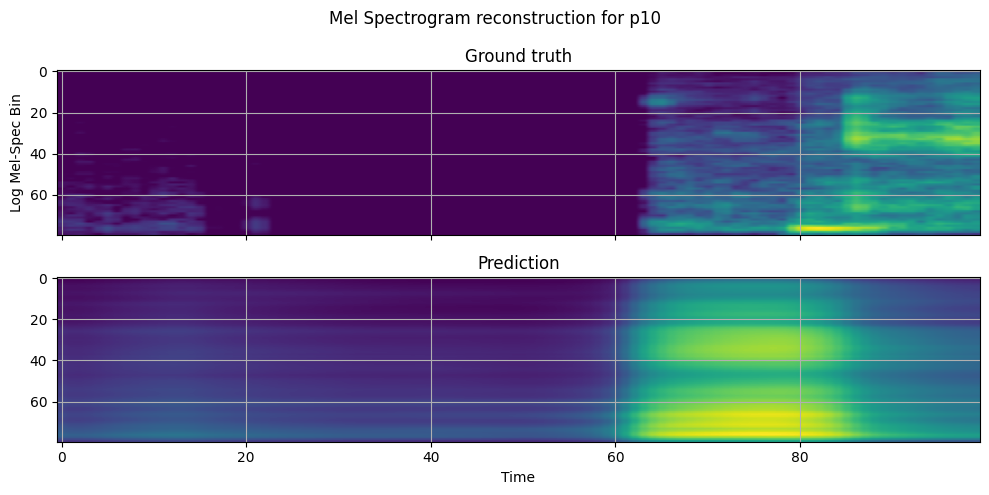 Mel Spectrogram reconstruction for p10
Ground truth
Log Mel-Spec Bin
0
20
40
60
Prediction
0
20
40
60
0 20 40 60 80
Time